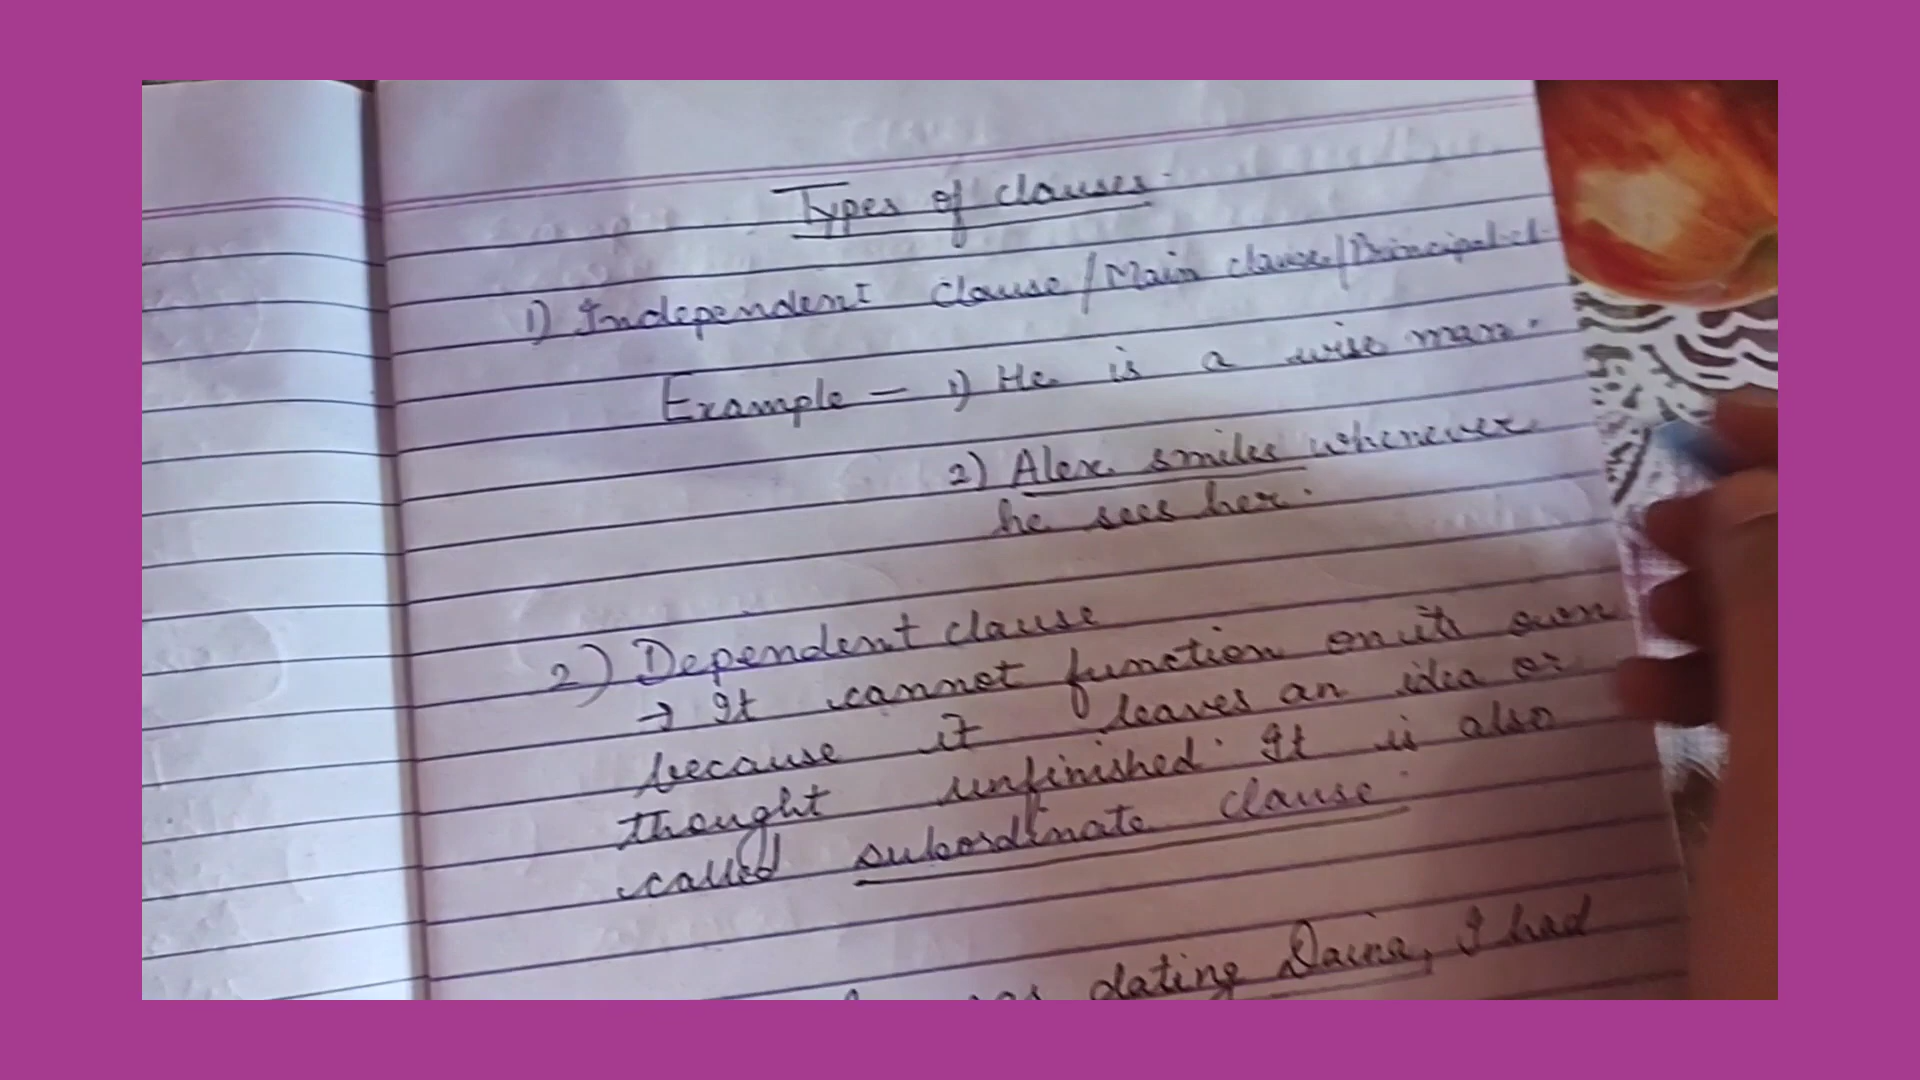 Types of clauses.
1) Independent clause/Main clause/Principal cl.
Example – 1) He is a wise man.
2) Alex smiles whenever
he sees her.
2) Dependent clause
→ It cannot function on its own
because it leaves an idea or
thought unfinished. It is also
called subordinate clause.
dating Daina, I had